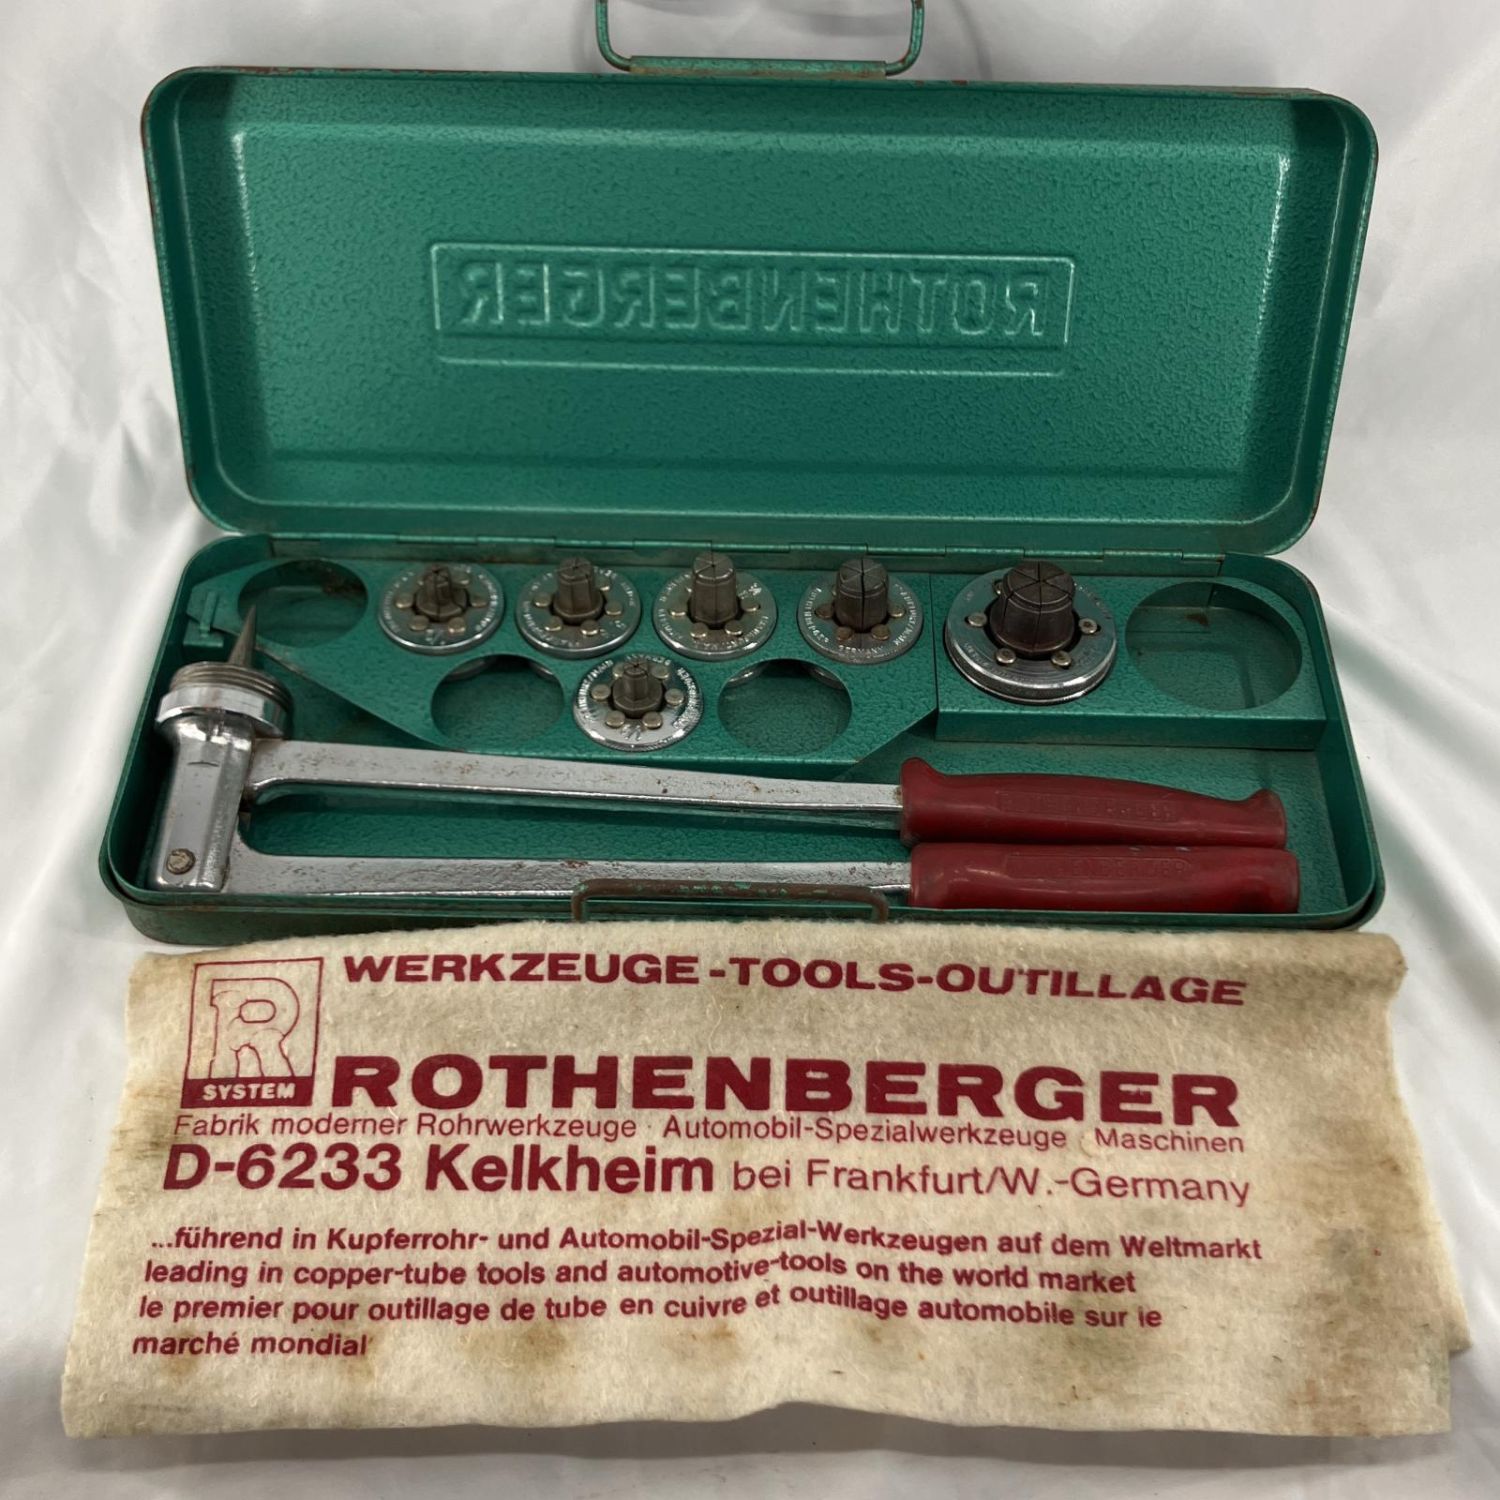 ROTHENBERGER
ROTHENBERGER
WERKZEUGE-TOOLS-OUTILLAGE
R
SYSTEM
ROTHENBERGER
Fabrik moderner Rohrwerkzeuge · Automobil-Spezialwerkzeuge · Maschinen
D-6233 Kelkheim bei Frankfurt/W.-Germany
...führend in Kupferrohr- und Automobil-Spezial-Werkzeugen auf dem Weltmarkt
leading in copper-tube tools and automotive-tools on the world market
le premier pour outillage de tube en cuivre et outillage automobile sur le
marché mondial